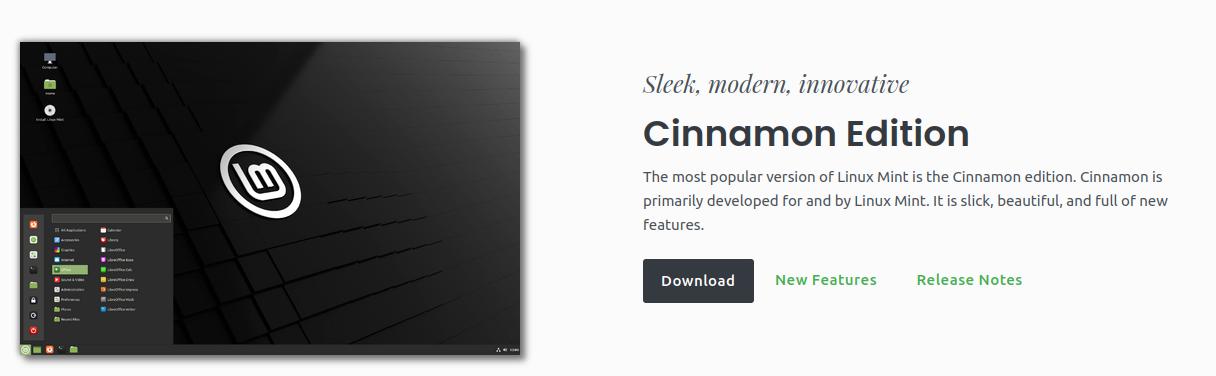 Computer
Home
Install Linux Mint
All Applications
Accessories
Graphics
Internet
Office
Sound & Video
Administration
Preferences
Places
Recent Files
Calendar
Library
LibreOffice
LibreOffice Base
LibreOffice Calc
LibreOffice Draw
LibreOffice Impress
LibreOffice Math
LibreOffice Writer
Sleek, modern, innovative
Cinnamon Edition
The most popular version of Linux Mint is the Cinnamon edition. Cinnamon is
primarily developed for and by Linux Mint. It is slick, beautiful, and full of new
features.
Download New Features Release Notes